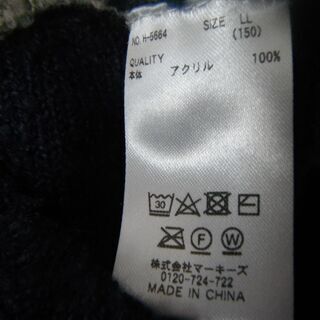 NO. H-5664 SIZE LL
(150)
QUALITY 100%
本体 アクリル
30
F W
株式会社マーキーズ
0120-724-722
MADE IN CHINA